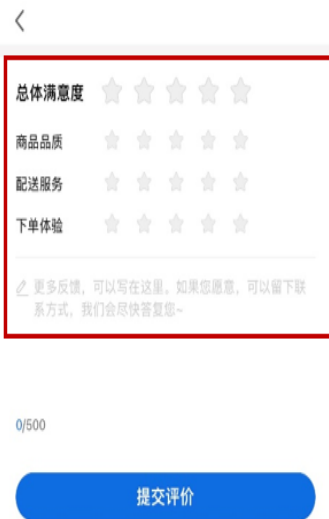 总体满意度
商品品质
配送服务
下单体验
更多反馈，可以写在这里。如果您愿意，可以留下联
系方式，我们会尽快答复您~
0/500
提交评价